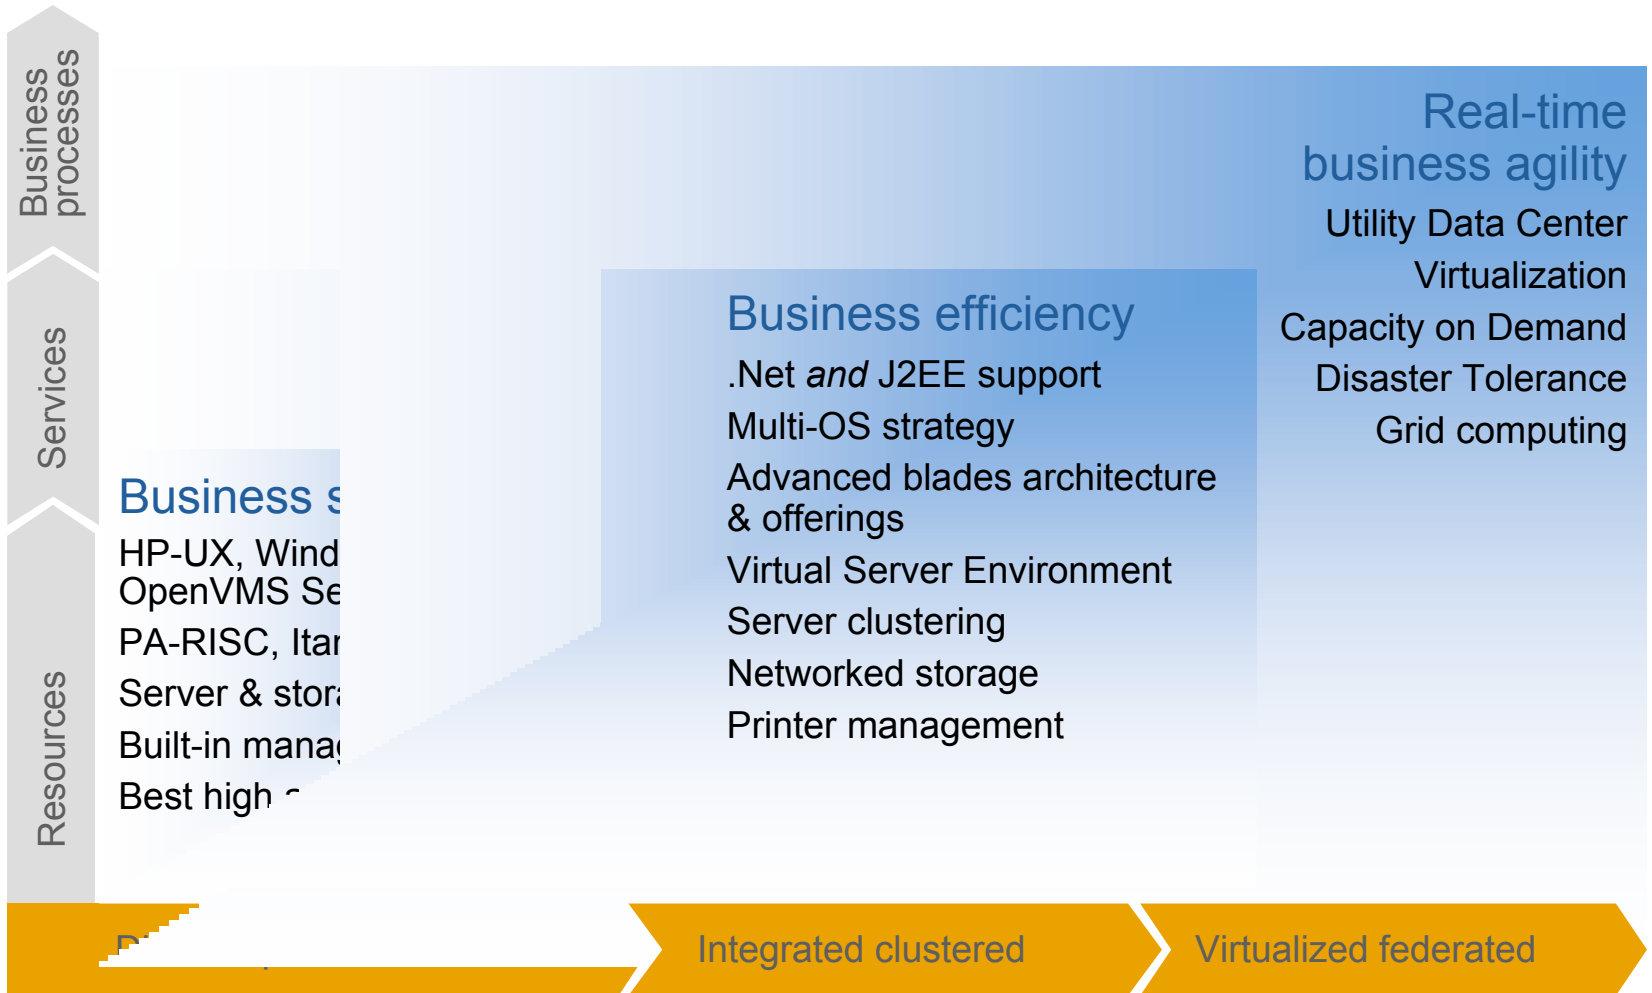 Business
processes
Services
Resources
Real-time
business agility
Utility Data Center
Virtualization
Capacity on Demand
Disaster Tolerance
Grid computing
Business efficiency
.Net and J2EE support
Multi-OS strategy
Advanced blades architecture
& offerings
Virtual Server Environment
Server clustering
Networked storage
Printer management
Business
HP-UX,
OpenVMS
PA-RISC,
Server &
Built-in
Best high
Integrated clustered
Virtualized federated